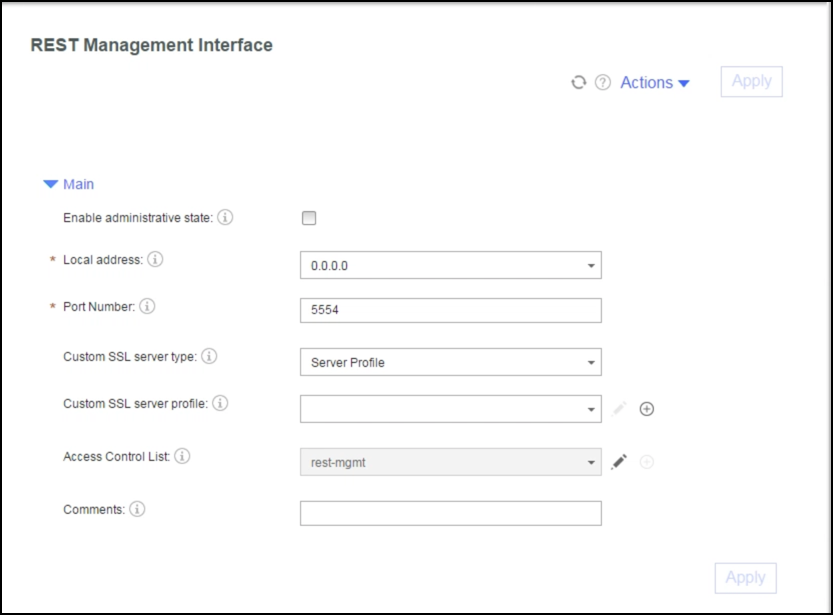 REST Management Interface
Actions Apply
Main
Enable administrative state:
* Local address: 0.0.0.0
* Port Number: 5554
Custom SSL server type: Server Profile
Custom SSL server profile:
Access Control List: rest-mgmt
Comments:
Apply